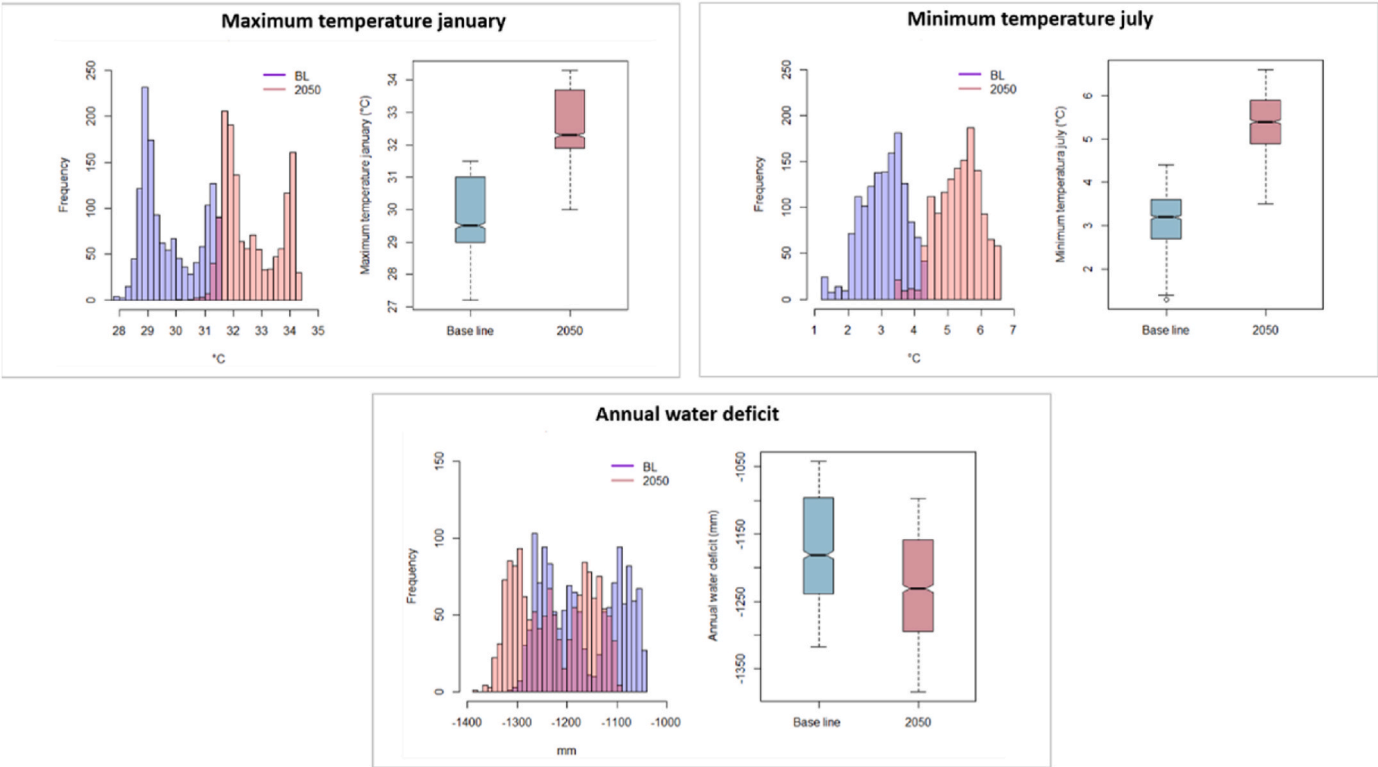 Maximum temperature january
250
200
150
100
50
0
Frequency
BL
2050
28 29 30 31 32 33 34 35
°C
34
33
32
31
30
29
28
27
Maximum temperature january (°C)
Base line 2050
Minimum temperature july
250
200
150
100
50
0
Frequency
BL
2050
1 2 3 4 5 6 7
°C
6
5
4
3
2
Minimum temperatura july (°C)
Base line 2050
Annual water deficit
150
100
50
0
Frequency
BL
2050
-1400 -1300 -1200 -1100 -1000
mm
-1050
-1150
-1250
-1350
Annual water deficit (mm)
Base line 2050